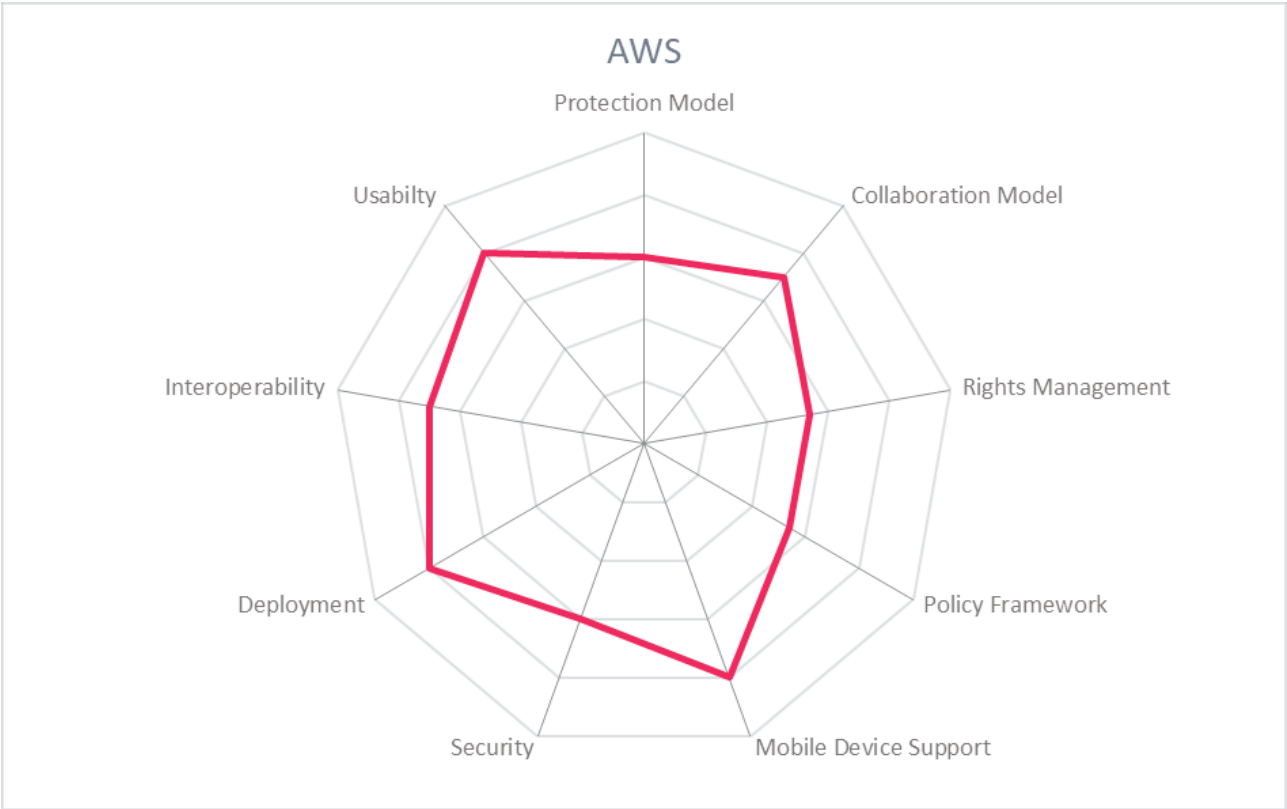 AWS
Protection Model
Usabilty
Collaboration Model
Interoperability
Rights Management
Deployment
Policy Framework
Security
Mobile Device Support